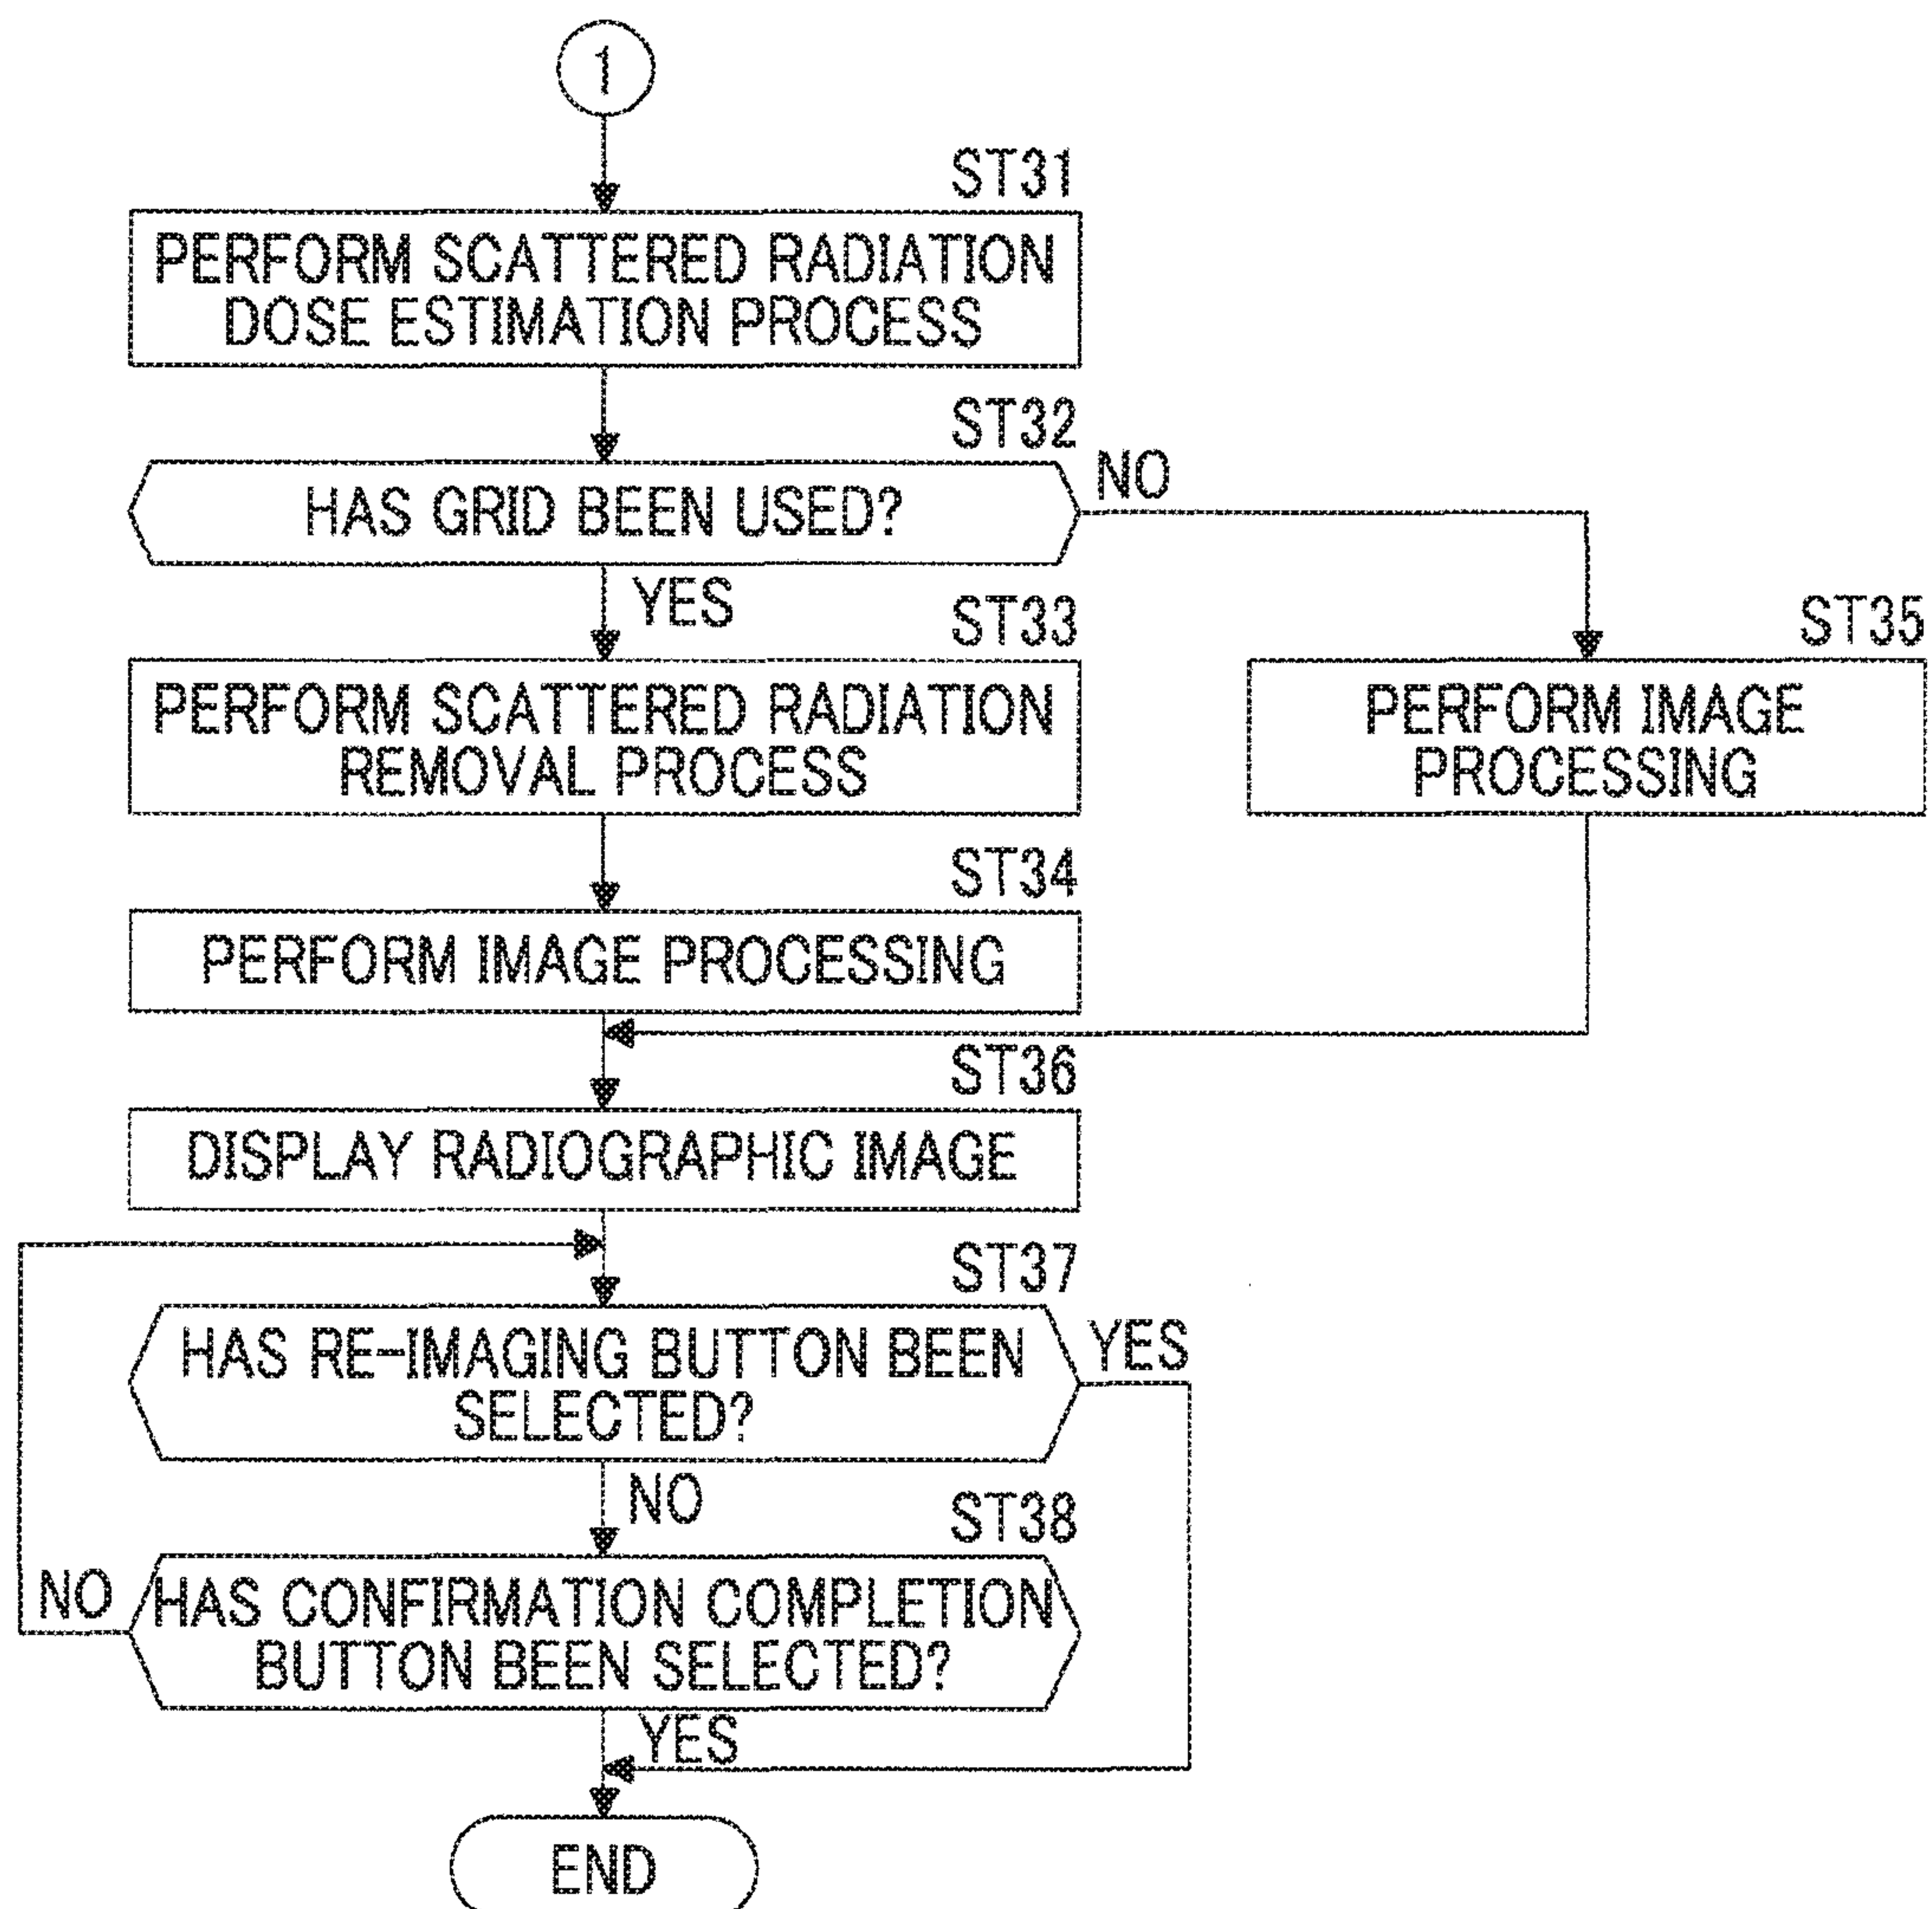 1
ST31
PERFORM SCATTERED RADIATION
DOSE ESTIMATION PROCESS
ST32
HAS GRID BEEN USED?
NO
YES
ST33
PERFORM SCATTERED RADIATION
REMOVAL PROCESS
ST35
PERFORM IMAGE
PROCESSING
ST34
PERFORM IMAGE PROCESSING
ST36
DISPLAY RADIOGRAPHIC IMAGE
ST37
HAS RE-IMAGING BUTTON BEEN
SELECTED?
YES
NO
ST38
HAS CONFIRMATION COMPLETION
BUTTON BEEN SELECTED?
NO
YES
END